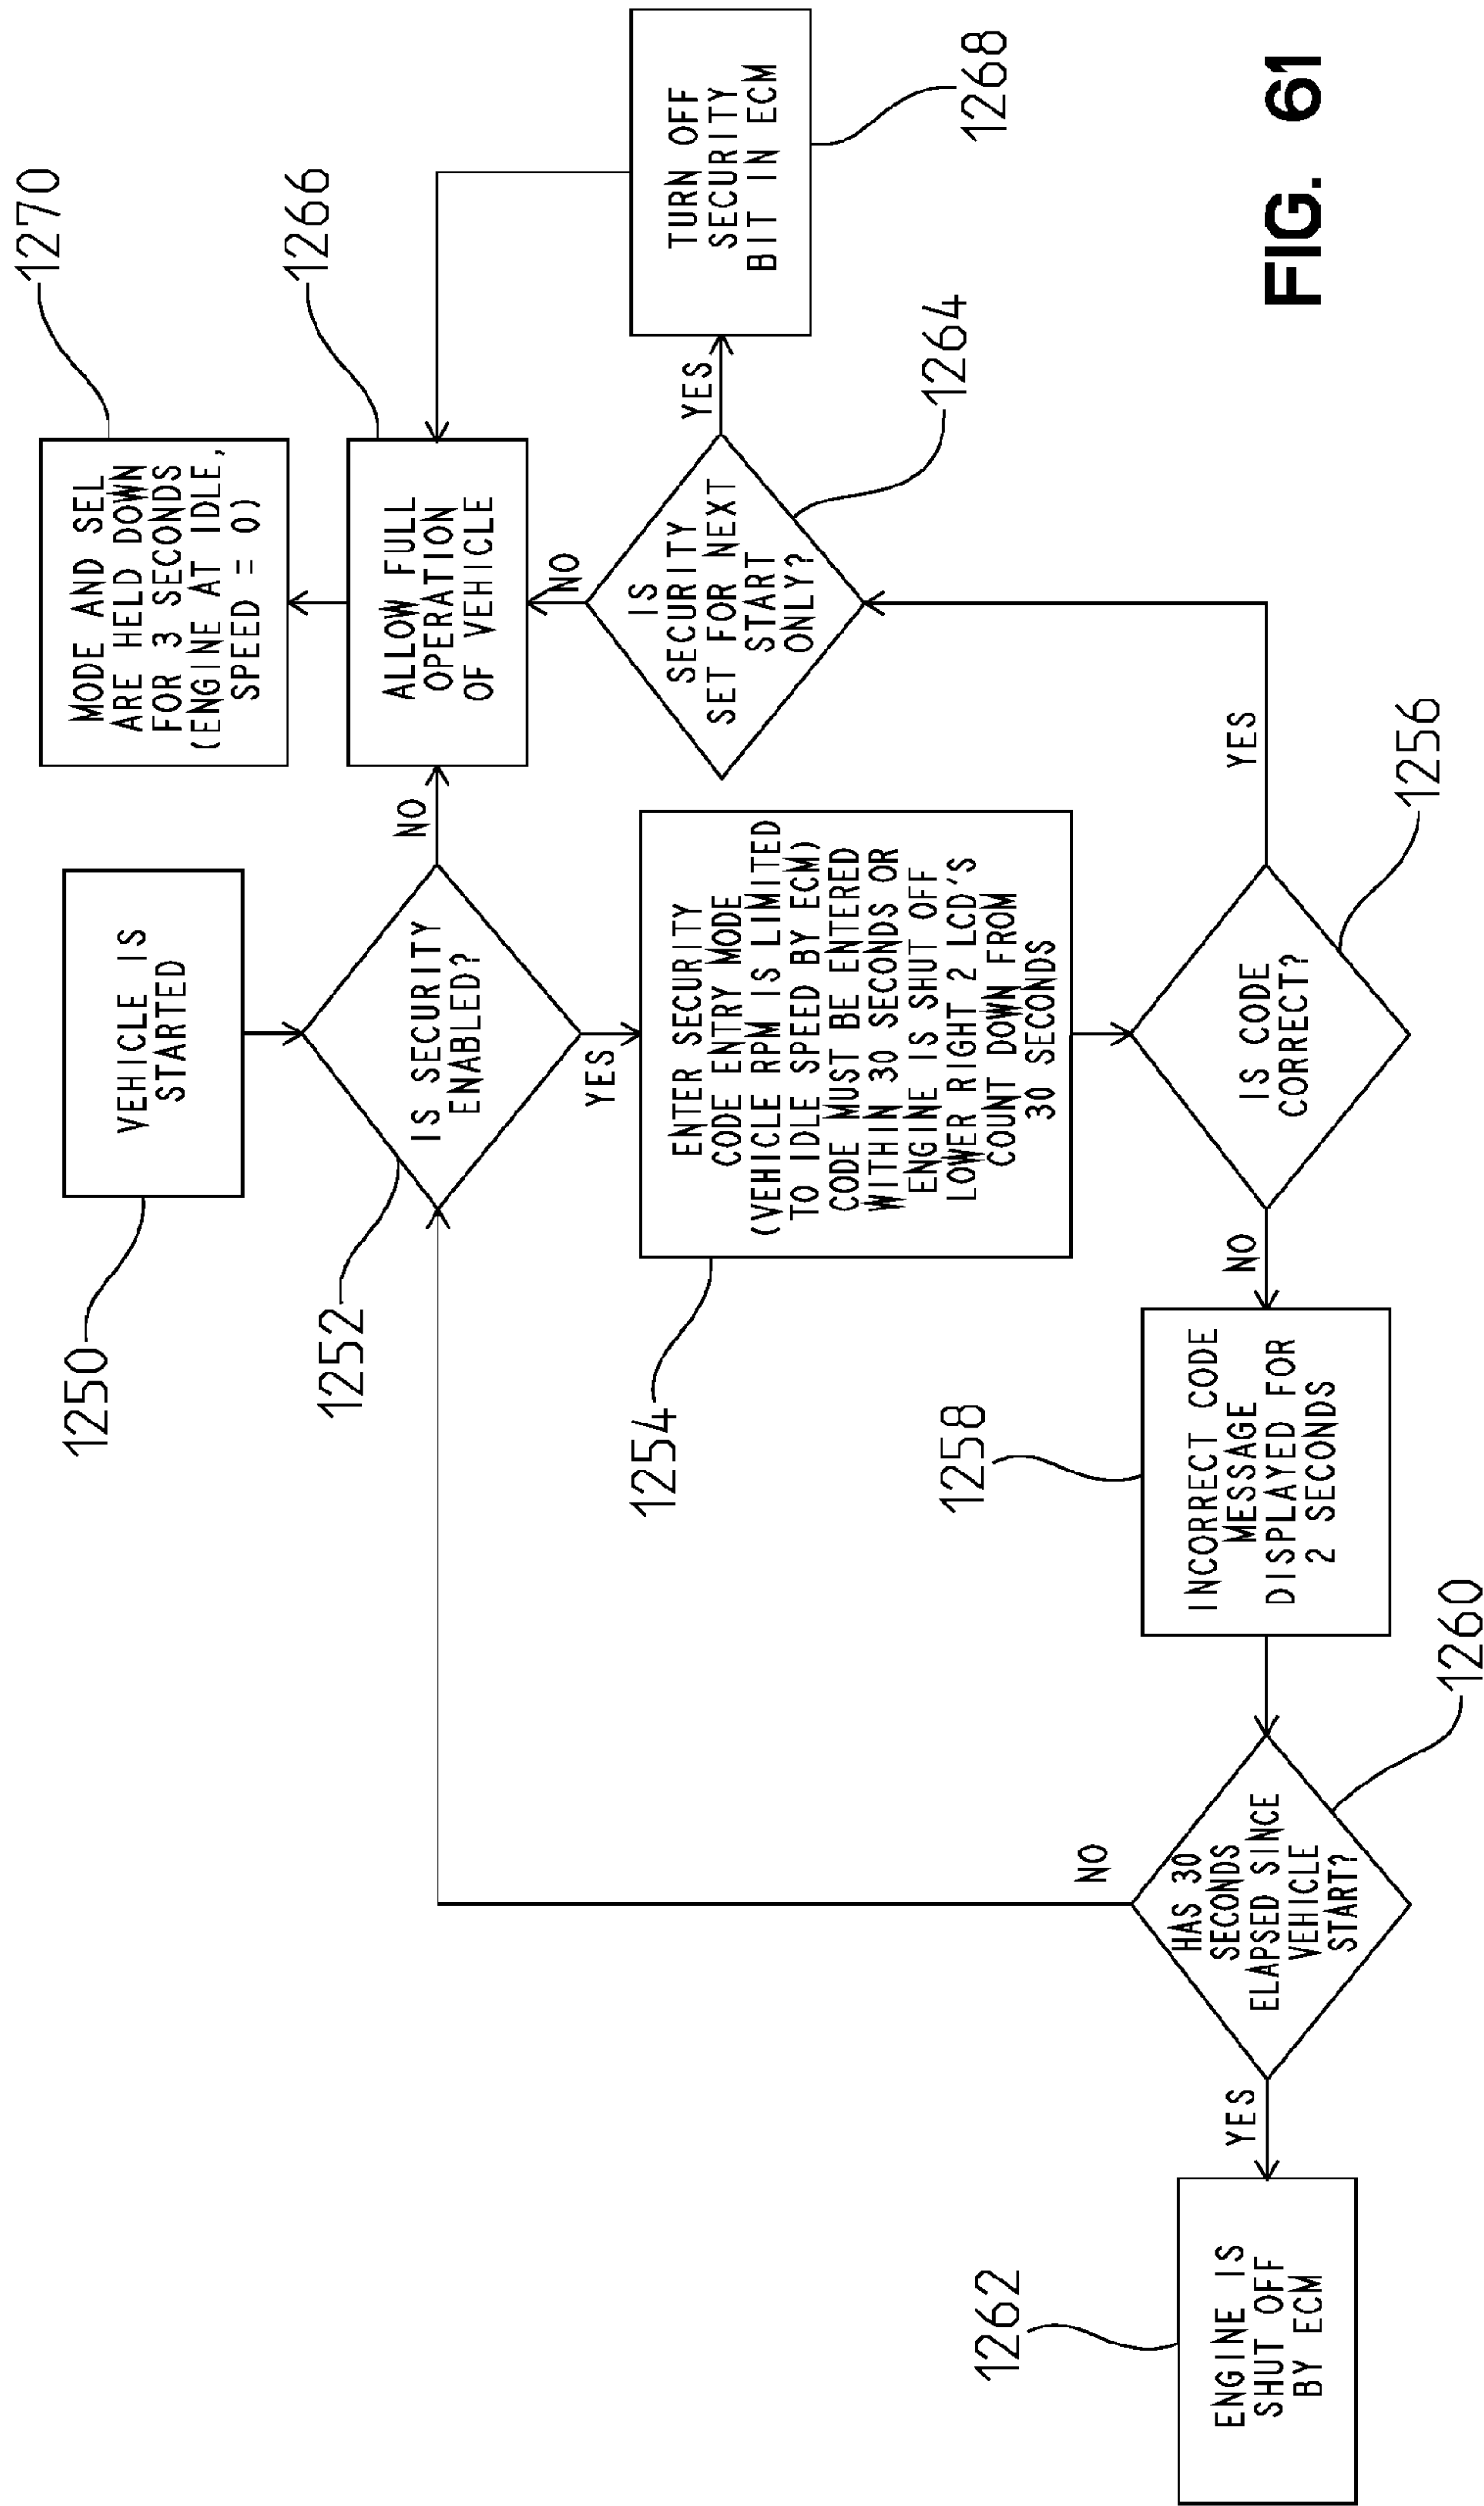 1250
VEHICLE IS
STARTED
1270
MODE AND SEL
ARE HELD DOWN
FOR 3 SECONDS
(ENGINE AT IDLE,
SPEED = 0)
1252
IS SECURITY
ENABLED?
NO
1266
ALLOW FULL
OPERATION
OF VEHICLE
YES
NO
1254
ENTER SECURITY
CODE ENTRY MODE
(VEHICLE RPM IS LIMITED
TO IDLE SPEED BY ECM)
CODE MUST BE ENTERED
WITHIN 30 SECONDS OR
ENGINE IS SHUT OFF
LOWER RIGHT 2 LCD'S
COUNT DOWN FROM
30 SECONDS
IS
SECURITY
SET FOR NEXT
START
ONLY?
YES
TURN OFF
SECURITY
BIT IN ECM
1264
1268
1262
ENGINE IS
SHUT OFF
BY ECM
YES
HAS 30
SECONDS
ELAPSED SINCE
VEHICLE
START?
NO
1260
1258
INCORRECT CODE
MESSAGE
DISPLAYED FOR
2 SECONDS
NO
IS CODE
CORRECT?
YES
1256
FIG. 61